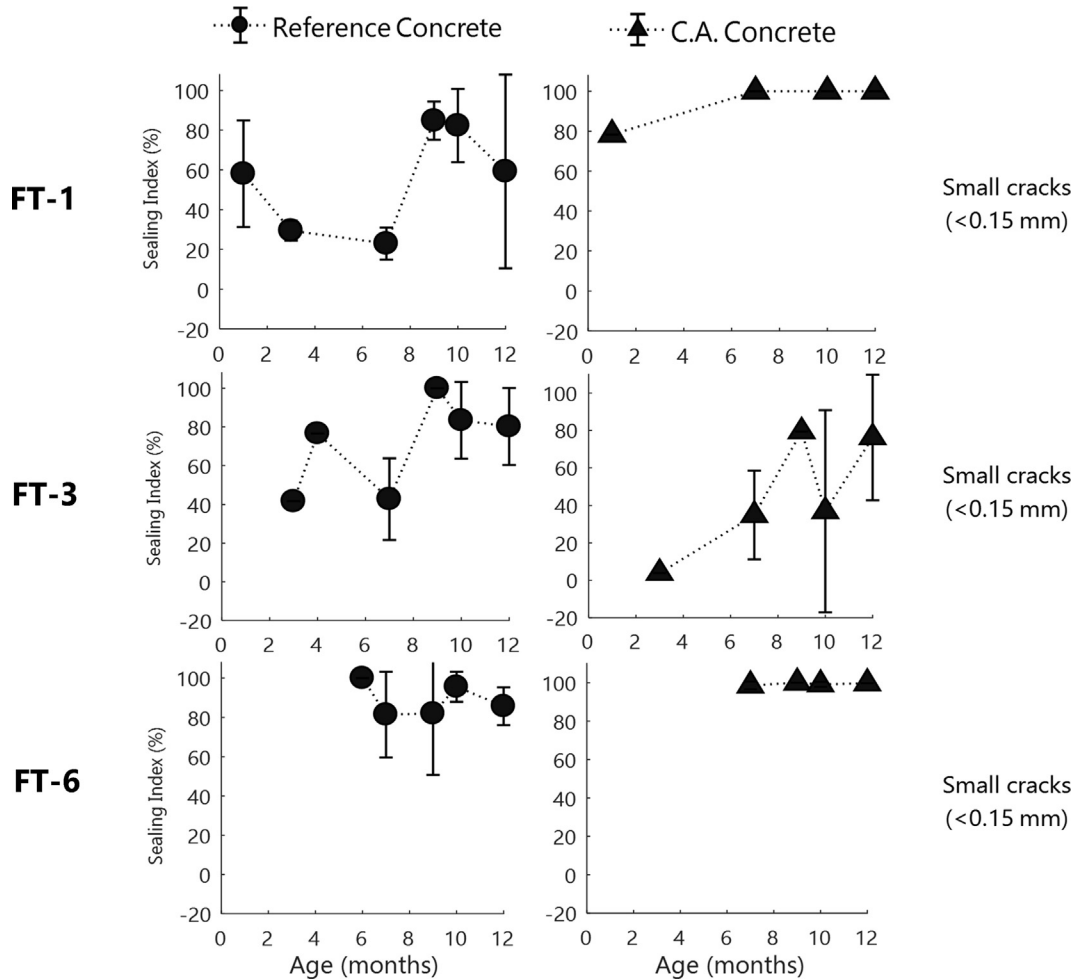 Reference Concrete
C.A. Concrete
FT-1
Sealing Index (%)
100
80
60
40
20
0
-20
0 2 4 6 8 10 12
100
80
60
40
20
0
-20
0 2 4 6 8 10 12
Small cracks
(<0.15 mm)
FT-3
Sealing Index (%)
100
80
60
40
20
0
-20
0 2 4 6 8 10 12
100
80
60
40
20
0
-20
0 2 4 6 8 10 12
Small cracks
(<0.15 mm)
FT-6
Sealing Index (%)
100
80
60
40
20
0
-20
0 2 4 6 8 10 12
Age (months)
100
80
60
40
20
0
-20
0 2 4 6 8 10 12
Age (months)
Small cracks
(<0.15 mm)